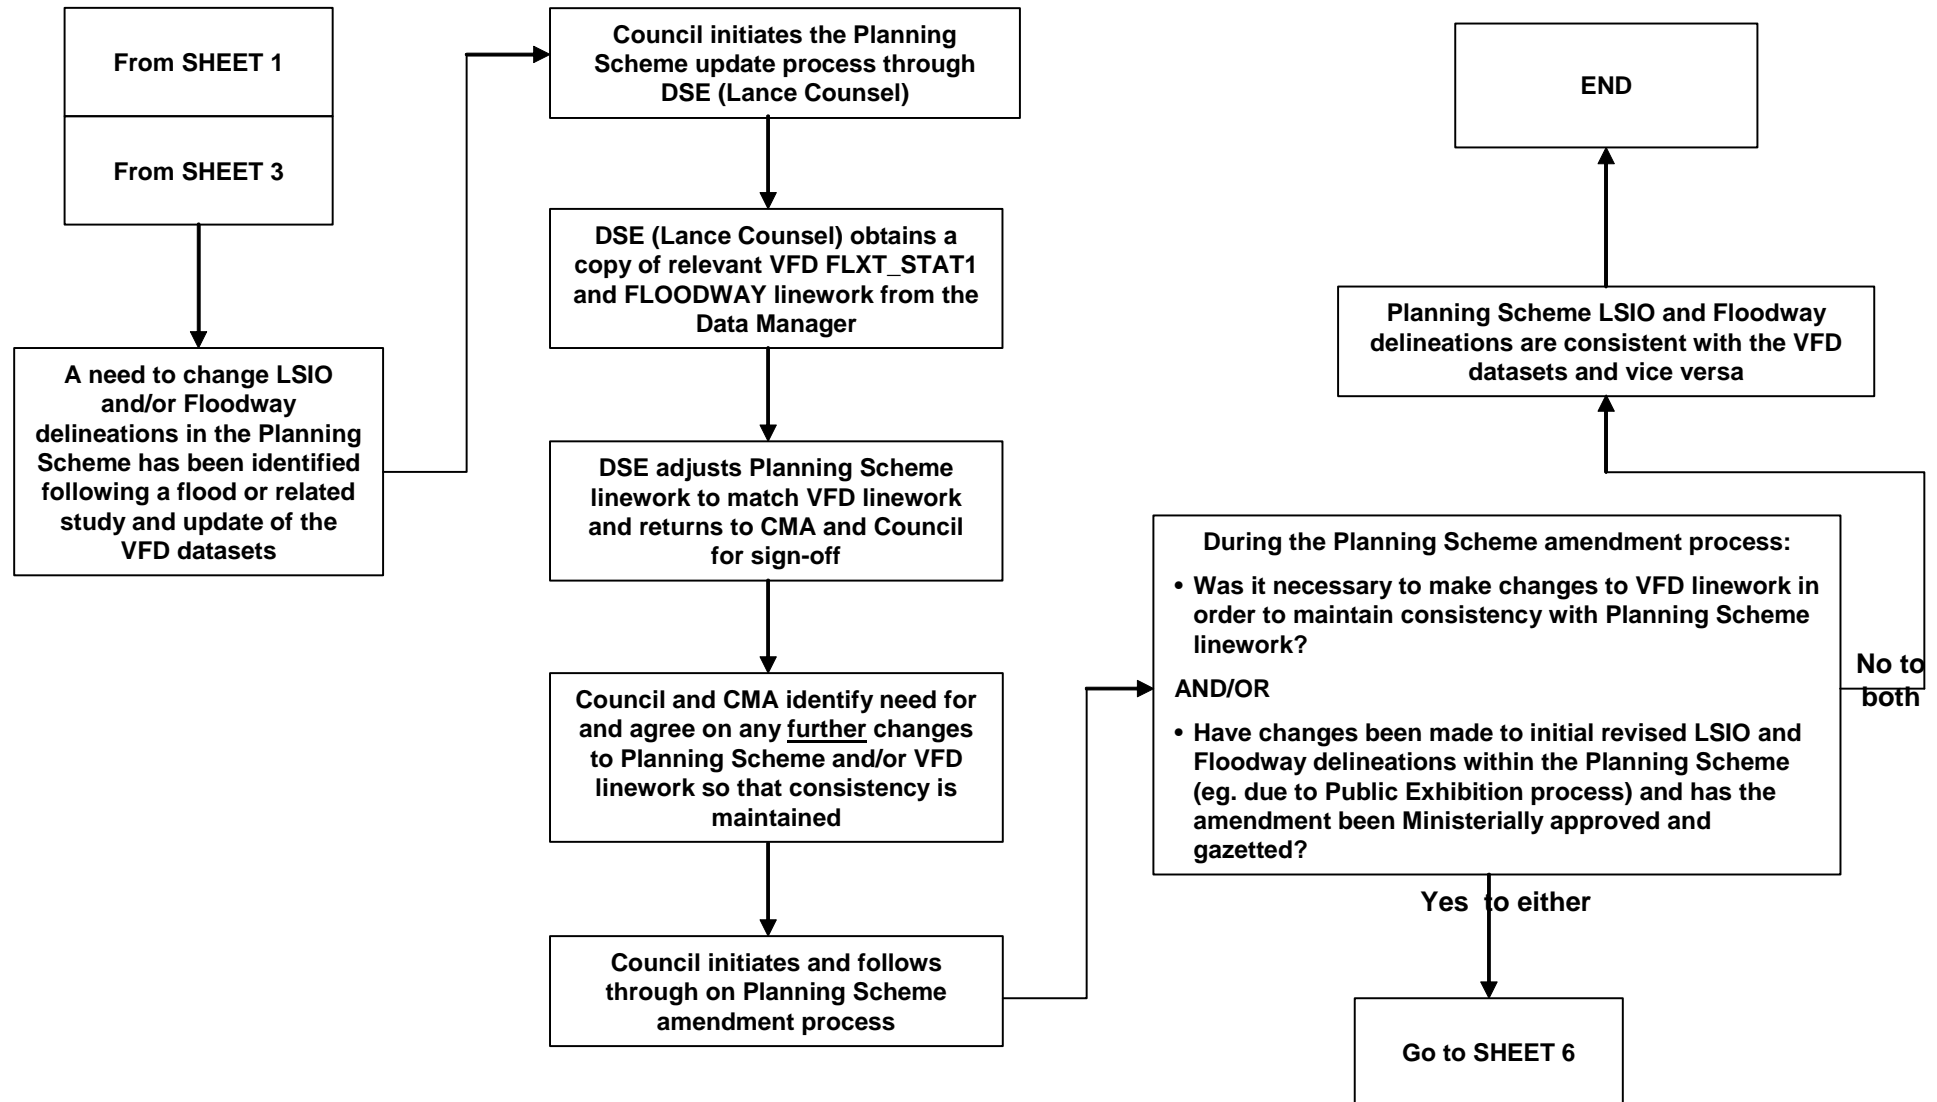 From SHEET 1
From SHEET 3
A need to change LSIO
and/or Floodway
delineations in the Planning
Scheme has been identified
following a flood or related
study and update of the
VFD datasets
Council initiates the Planning
Scheme update process through
DSE (Lance Counsel)
DSE (Lance Counsel) obtains a
copy of relevant VFD FLXT_STAT1
and FLOODWAY linework from the
Data Manager
DSE adjusts Planning Scheme
linework to match VFD linework
and returns to CMA and Council
for sign-off
Council and CMA identify need for
and agree on any further changes
to Planning Scheme and/or VFD
linework so that consistency is
maintained
Council initiates and follows
through on Planning Scheme
amendment process
During the Planning Scheme amendment process:
• Was it necessary to make changes to VFD linework in
order to maintain consistency with Planning Scheme
linework?
AND/OR
• Have changes been made to initial revised LSIO and
Floodway delineations within the Planning Scheme
(eg. due to Public Exhibition process) and has the
amendment been Ministerially approved and
gazetted?
No to
both
Yes to either
Go to SHEET 6
Planning Scheme LSIO and Floodway
delineations are consistent with the VFD
datasets and vice versa
END